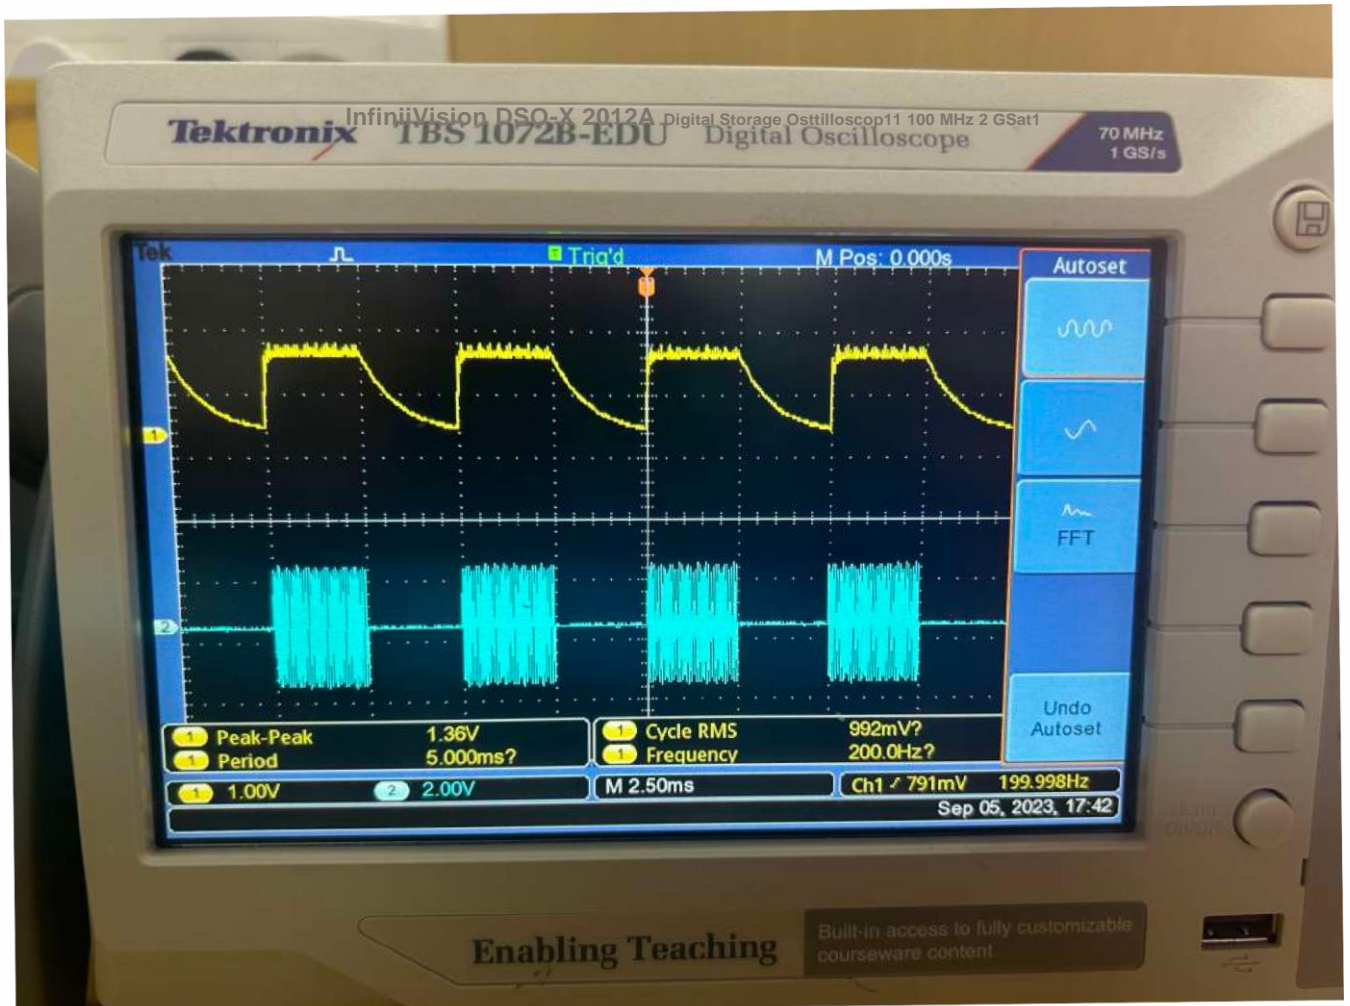 InfiniiVision DSO-X 2012A Digital Storage Osttilloscop11 100 MHz 2 GSat1
Tektronix TBS 1072B-EDU Digital Oscilloscope
70 MHz
1 GS/s
Tek T Trig'd M Pos: 0.000s
Autoset
1
FFT
2
Undo
Autoset
1 Peak-Peak 1.36V
1 Period 5.000ms?
1 Cycle RMS 992mV?
1 Frequency 200.0Hz?
1 1.00V 2 2.00V M 2.50ms Ch1 791mV 199.998Hz
Sep 05, 2023, 17:42
Enabling Teaching
Built-in access to fully customizable
courseware content